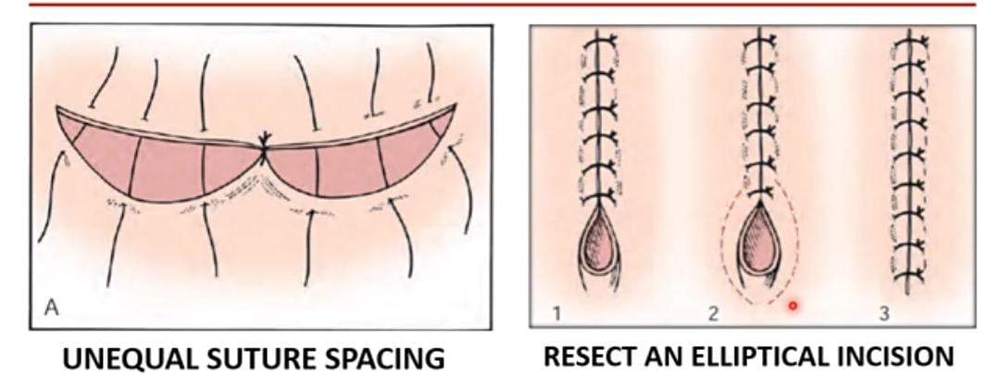 A
1 2 3
UNEQUAL SUTURE SPACING
RESECT AN ELLIPTICAL INCISION